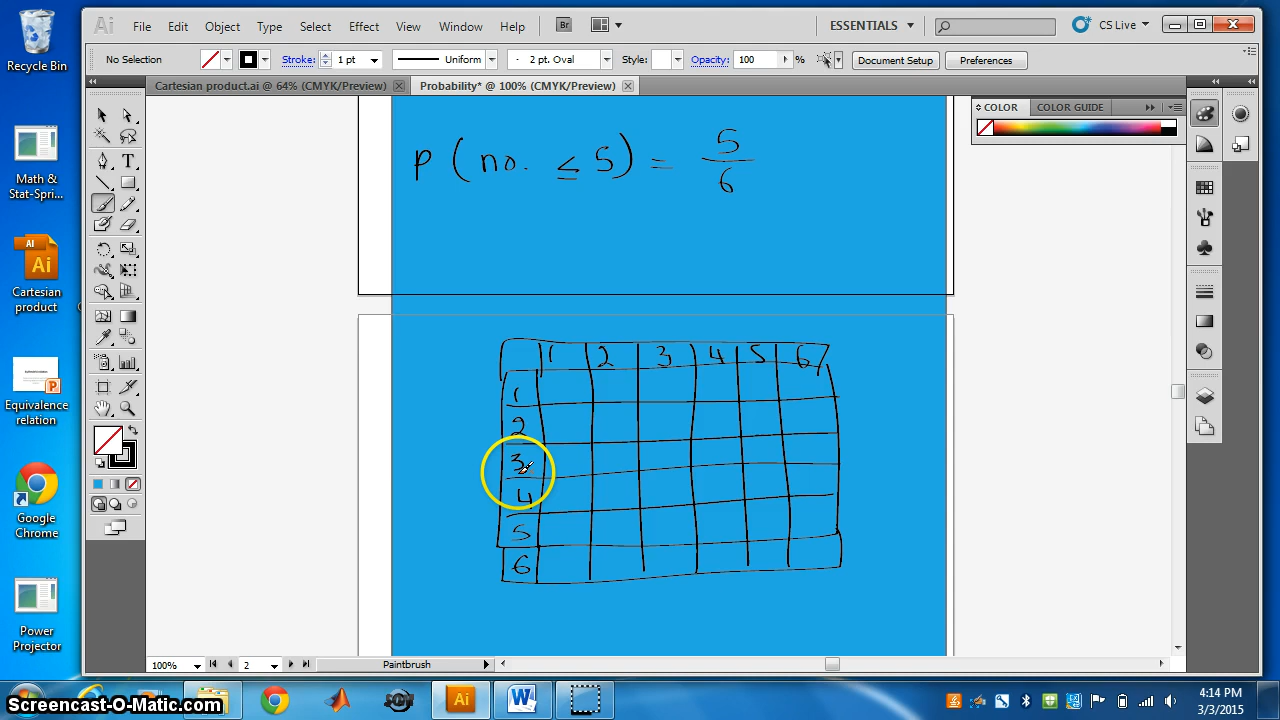 Recycle Bin
Math &
Stat-Spri...
Ai
Cartesian
product
Equivalence
relation
Google
Chrome
Power
Projector
Ai File Edit Object Type Select Effect View Window Help Br ESSENTIALS CS Live
No Selection Stroke: 1 pt Uniform 2 pt. Oval Style: Opacity: 100 % Document Setup Preferences
Cartesian product.ai @ 64% (CMYK/Preview) Probability* @ 100% (CMYK/Preview)
COLOR COLOR GUIDE
P (no. ≤ 5) = 5/6
1 2 3 4 5 6
1
2
3
4
5
6
100% 2 Paintbrush
Ai W
4:14 PM
3/3/2015
Screencast-O-Matic.com